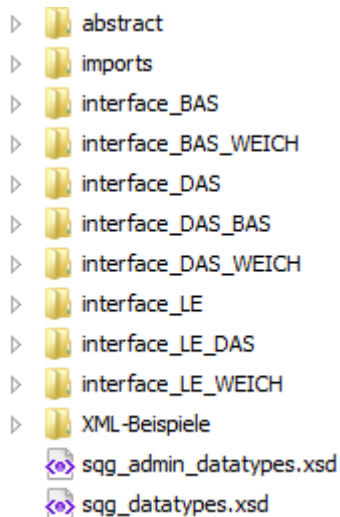 abstract
imports
interface_BAS
interface_BAS_WEICH
interface_DAS
interface_DAS_BAS
interface_DAS_WEICH
interface_LE
interface_LE_DAS
interface_LE_WEICH
XML-Beispiele
sqg_admin_datatypes.xsd
sqg_datatypes.xsd